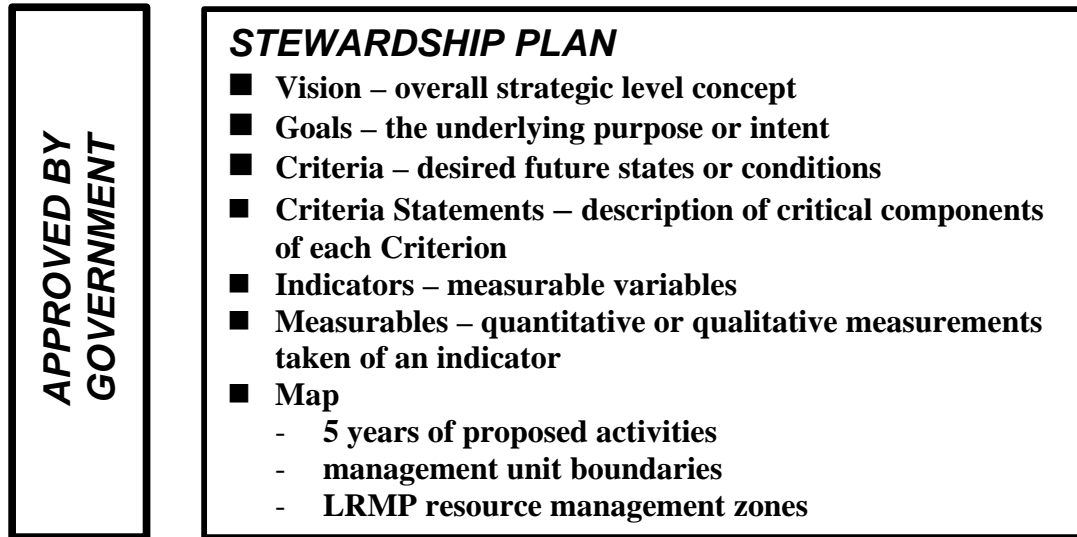 APPROVED BY
GOVERNMENT
STEWARDSHIP PLAN
■ Vision – overall strategic level concept
■ Goals – the underlying purpose or intent
■ Criteria – desired future states or conditions
■ Criteria Statements – description of critical components
of each Criterion
■ Indicators – measurable variables
■ Measurables – quantitative or qualitative measurements
taken of an indicator
■ Map
- 5 years of proposed activities
- management unit boundaries
- LRMP resource management zones